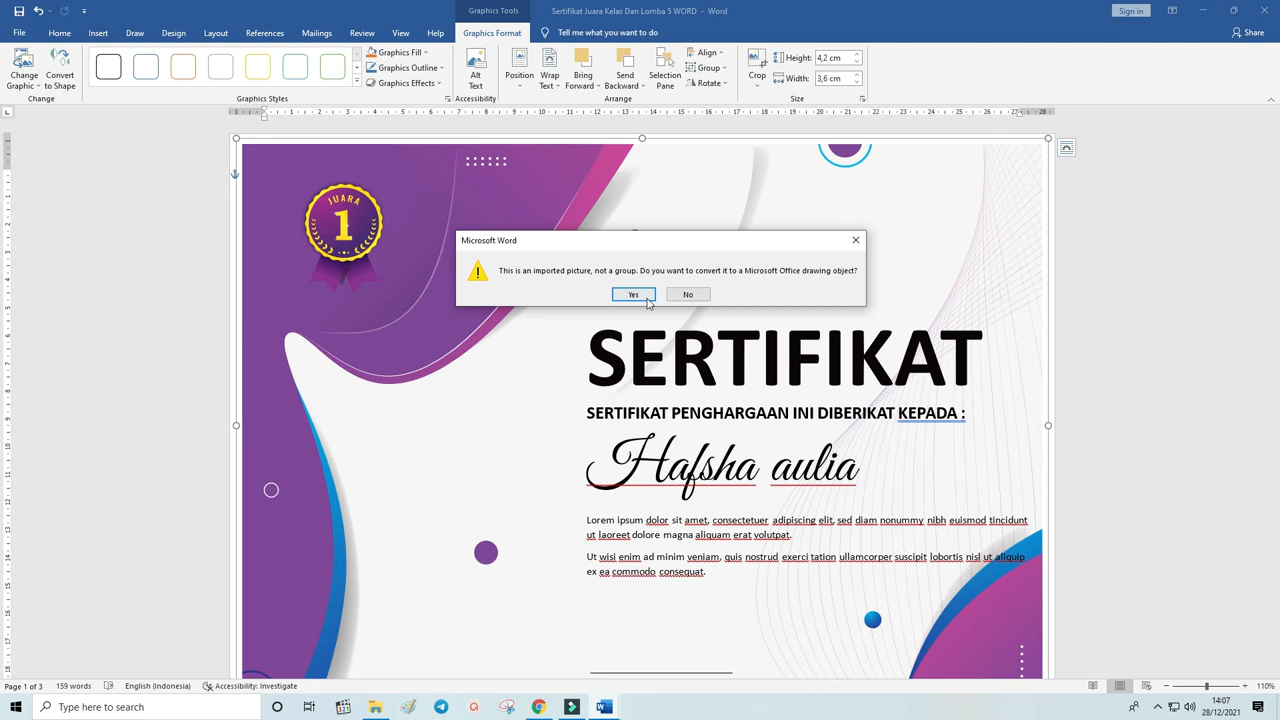 Graphics Tools
Sertifikat Juara Kelas Dan Lomba 5 WORD - Word
Sign in
File Home Insert Draw Design Layout References Mailings Review View Help Graphics Format Tell me what you want to do Share
Change Graphic
Convert to Shape
Change
Graphics Styles
Graphics Fill
Graphics Outline
Graphics Effects
Alt Text
Accessibility
Position
Wrap Text
Bring Forward
Send Backward
Selection Pane
Align
Group
Rotate
Arrange
Crop
Height: 4,2 cm
Width: 3,6 cm
Size
JUARA
1
Microsoft Word
This is an imported picture, not a group. Do you want to convert it to a Microsoft Office drawing object?
Yes No
SERTIFIKAT
SERTIFIKAT PENGHARGAAN INI DIBERIKAT KEPADA :
Hafsha aulia
Lorem ipsum dolor sit amet, consectetuer adipiscing elit, sed diam nonummy nibh euismod tincidunt
ut laoreet dolore magna aliquam erat volutpat.
Ut wisi enim ad minim veniam, quis nostrud exerci tation ullamcorper suscipit lobortis nisl ut aliquip
ex ea commodo consequat.
Page 1 of 3 159 words English (Indonesia) Accessibility: Investigate 110%
Type here to search
14:07
28/12/2021